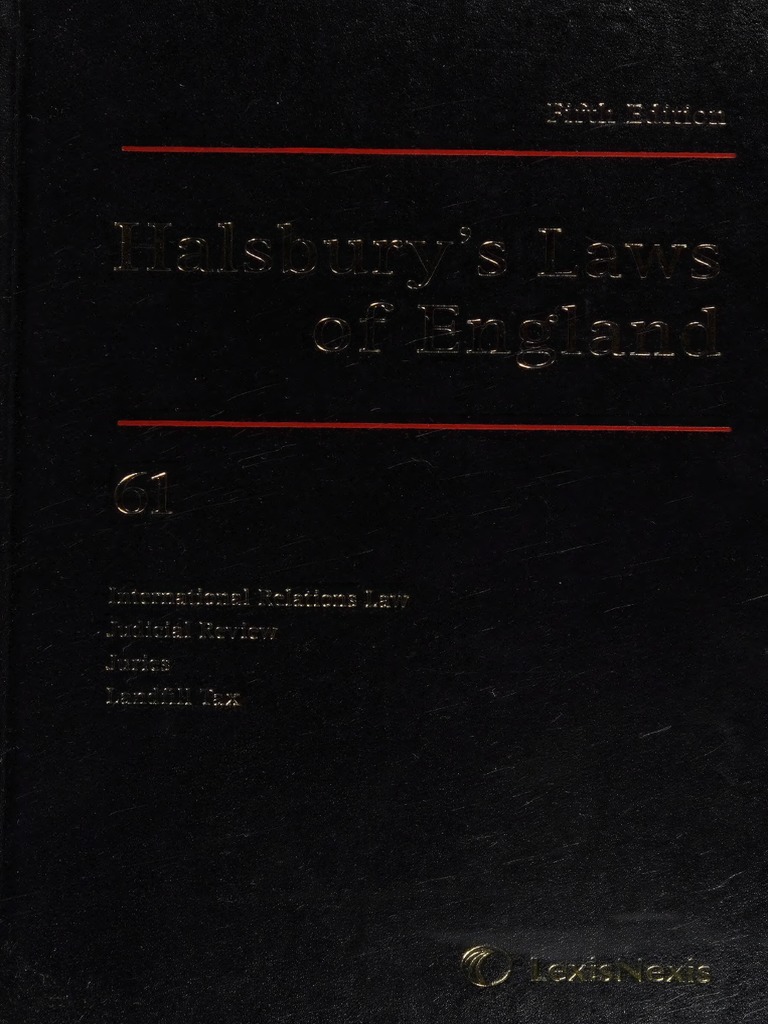 Fifth Edition
Halsbury's Laws
of England
61
International Relations Law
Judicial Review
Juries
Landfill Tax
LexisNexis